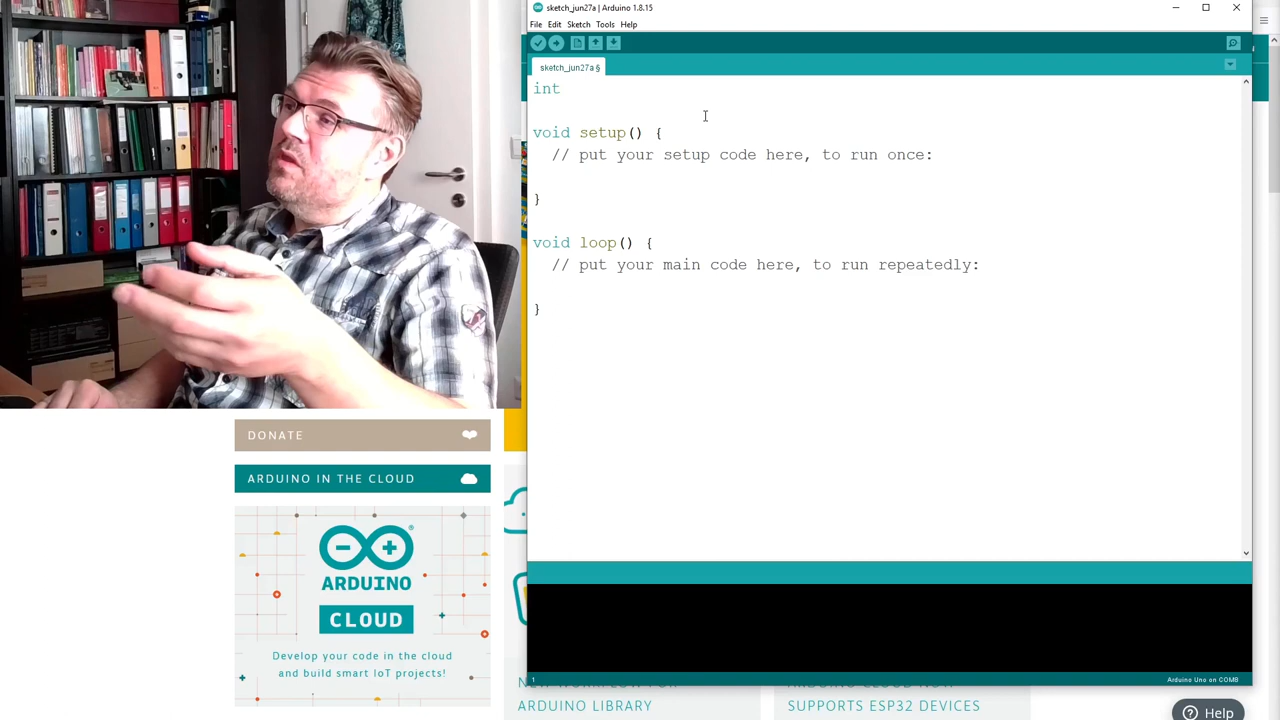 sketch_jun27a | Arduino 1.8.15
File Edit Sketch Tools Help
sketch_jun27a §
int
void setup() {
// put your setup code here, to run once:
}
void loop() {
// put your main code here, to run repeatedly:
}
1
Arduino Uno on COM8
DONATE
ARDUINO IN THE CLOUD
ARDUINO
CLOUD
Develop your code in the cloud
and build smart IoT projects!
ARDUINO LIBRARY
SUPPORTS ESP32 DEVICES
Help